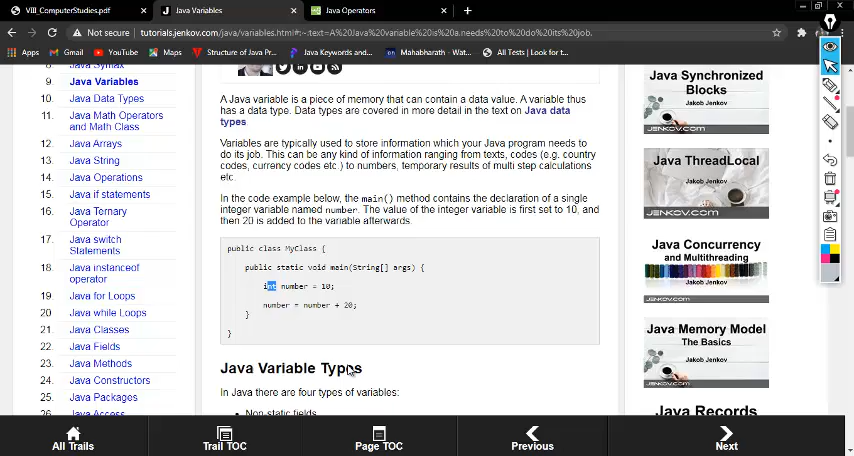 VIII_ComputerStudies.pdf
Java Variables
Java Operators
Not secure | tutorials.jenkov.com/java/variables.html#:~:text=A%20Java%20variable%20is%20a,needs%20to%20do%20its%20job.
Apps
Gmail
YouTube
Maps
Structure of Java Pr...
Java Keywords and...
Mahabharath - Wat...
All Tests | Look for t...
8. Java Syntax
9. Java Variables
10. Java Data Types
11. Java Math Operators
and Math Class
12. Java Arrays
13. Java String
14. Java Operations
15. Java if statements
16. Java Ternary
Operator
17. Java switch
Statements
18. Java instanceof
operator
19. Java for Loops
20. Java while Loops
21. Java Classes
22. Java Fields
23. Java Methods
24. Java Constructors
25. Java Packages
26. Java Access
A Java variable is a piece of memory that can contain a data value. A variable thus
has a data type. Data types are covered in more detail in the text on Java data
types.
Variables are typically used to store information which your Java program needs to
do its job. This can be any kind of information ranging from texts, codes (e.g. country
codes, currency codes etc.) to numbers, temporary results of multi step calculations
etc.
In the code example below, the main() method contains the declaration of a single
integer variable named number. The value of the integer variable is first set to 10, and
then 20 is added to the variable afterwards.
public class MyClass {
public static void main(String[] args) {
int number = 10;
number = number + 20;
}
}
Java Variable Types
In Java there are four types of variables:
Non-static fields
Java Synchronized
Blocks
Jakob Jenkov
JENKOV.COM
Java ThreadLocal
Jakob Jenkov
JENKOV.COM
Java Concurrency
and Multithreading
Jakob Jenkov
JENKOV.COM
Java Memory Model
The Basics
Jakob Jenkov
JENKOV.COM
Java Records
All Trails
Trail TOC
Page TOC
Previous
Next